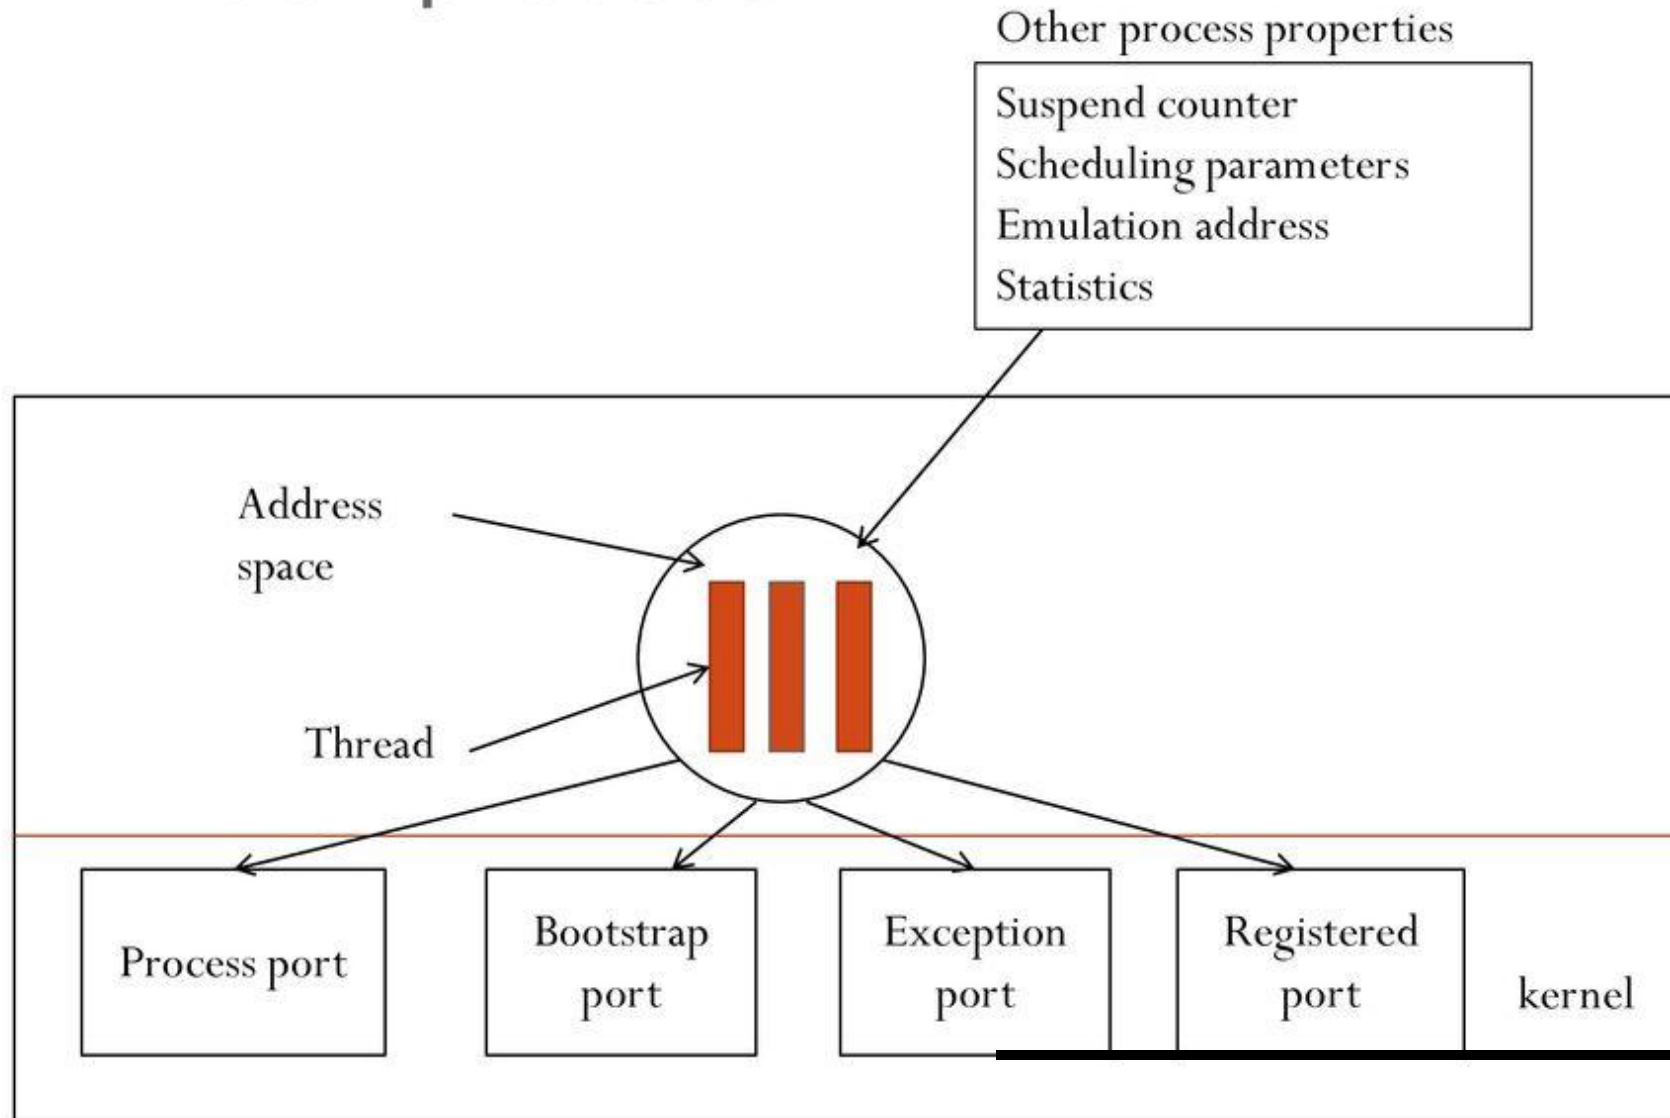 Other process properties
Suspend counter
Scheduling parameters
Emulation address
Statistics
Address
space
Thread
Process port
Bootstrap
port
Exception
port
Registered
port
kernel